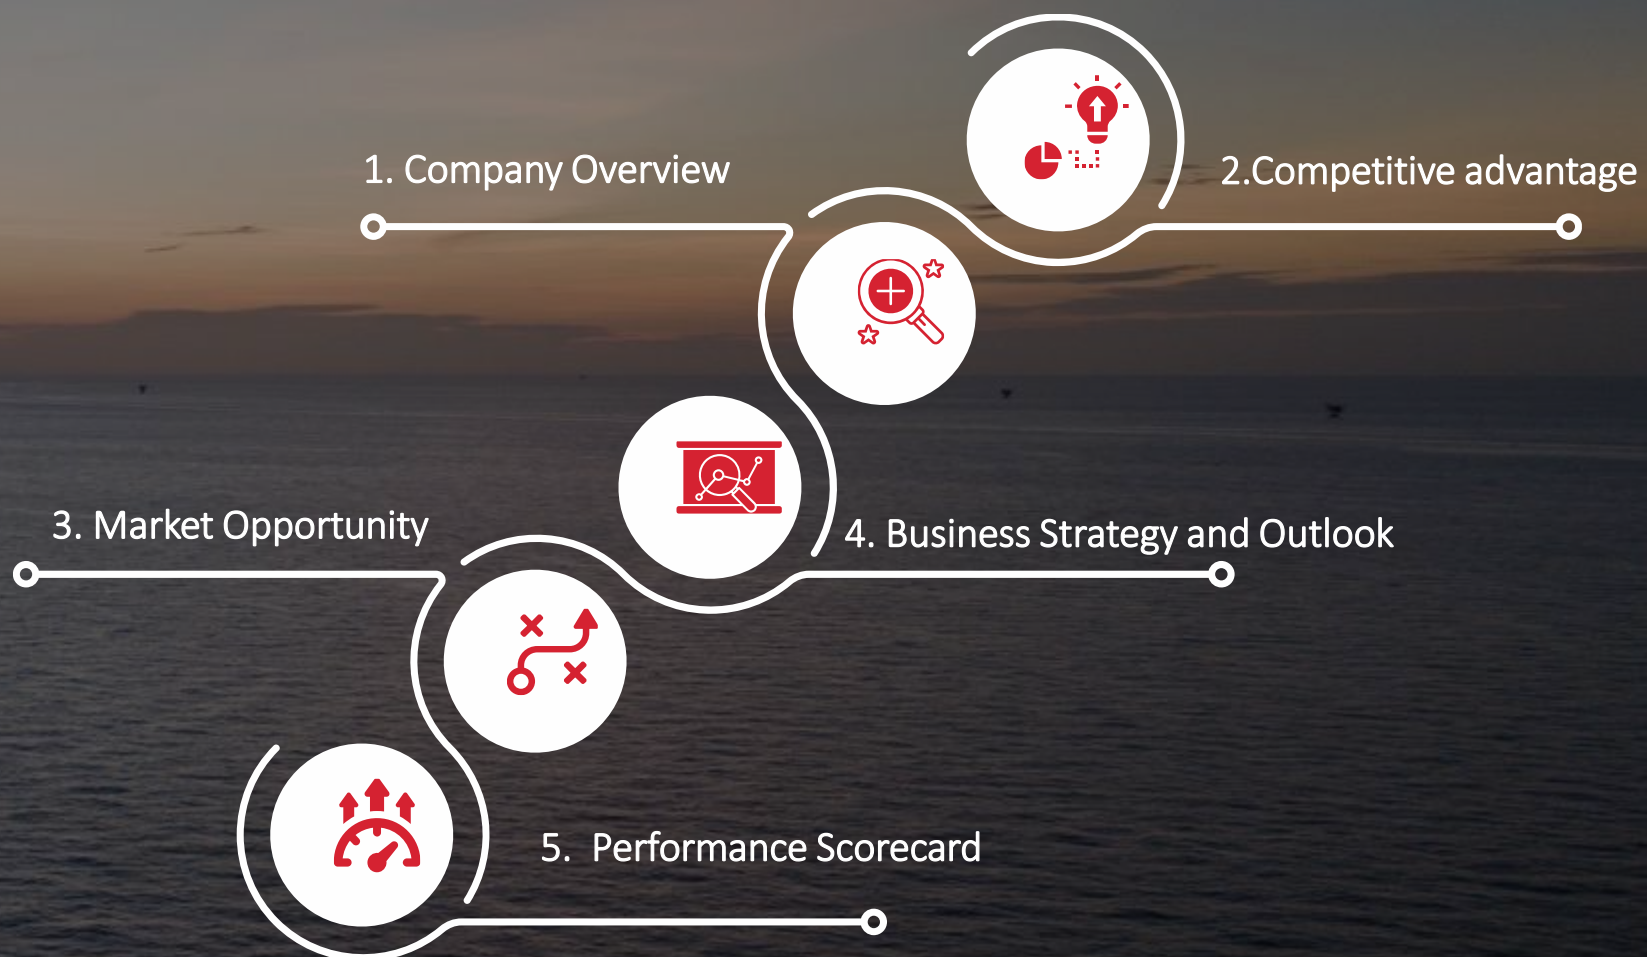 1. Company Overview
2.Competitive advantage
3. Market Opportunity
4. Business Strategy and Outlook
5.  Performance Scorecard